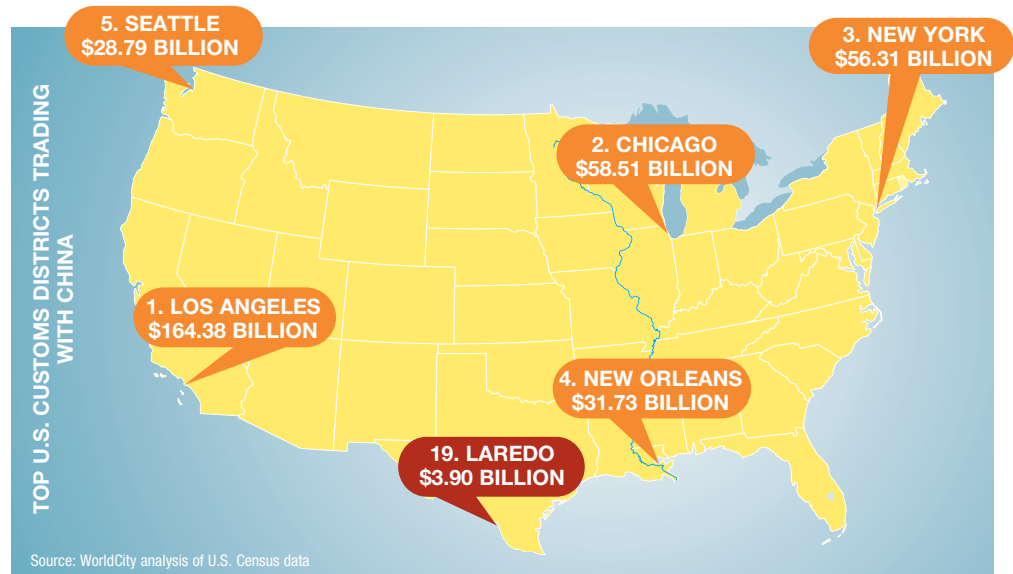 TOP U.S. CUSTOMS DISTRICTS TRADING
WITH CHINA
5. SEATTLE
$28.79 BILLION
3. NEW YORK
$56.31 BILLION
2. CHICAGO
$58.51 BILLION
1. LOS ANGELES
$164.38 BILLION
4. NEW ORLEANS
$31.73 BILLION
19. LAREDO
$3.90 BILLION
Source: WorldCity analysis of U.S. Census data